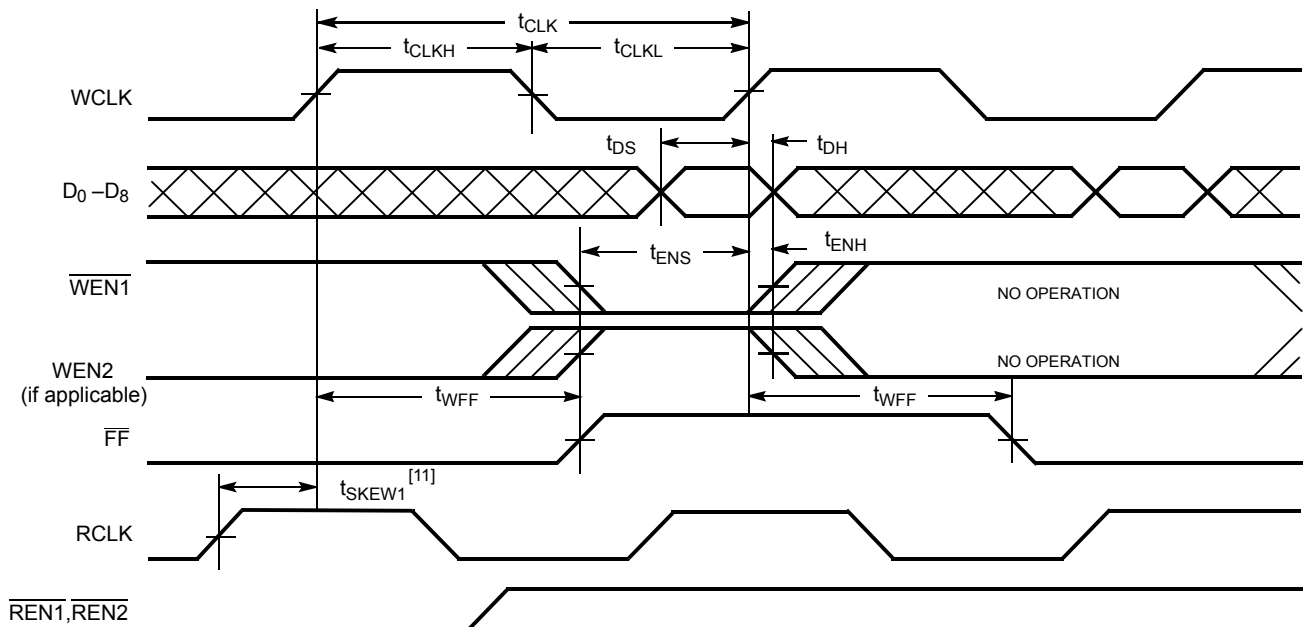 tCLK
tCLKH
tCLKL
WCLK
tDS
tDH
D0 –D8
tENS
tENH
WEN1
NO OPERATION
WEN2
(if applicable)
NO OPERATION
tWFF
tWFF
FF
tSKEW1 [11]
RCLK
REN1,REN2